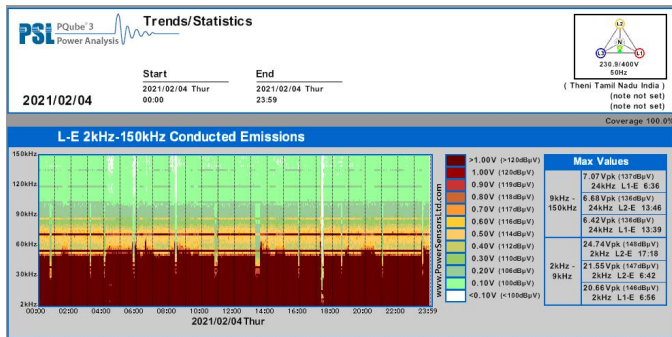 PSL PQube® 3
Power Analysis
Trends/Statistics
Start
2021/02/04 Thur
00:00
End
2021/02/04 Thur
23:59
2021/02/04
L2
N
L3
L1
230.9/400V
50Hz
( Theni Tamil Nadu India )
(note not set)
(note not set)
Coverage 100.0%
L-E 2kHz-150kHz Conducted Emissions
150kHz
120kHz
90kHz
60kHz
30kHz
2kHz
00:00 02:00 04:00 06:00 08:00 10:00 12:00 14:00 16:00 18:00 20:00 22:00 23:59
2021/02/04 Thur
www.PowerSensorsLtd.com
>1.00V (>120dBµV)
1.00V (120dBµV)
0.90V (119dBµV)
0.80V (118dBµV)
0.70V (117dBµV)
0.60V (116dBµV)
0.50V (114dBµV)
0.40V (112dBµV)
0.30V (110dBµV)
0.20V (106dBµV)
0.10V (100dBµV)
<0.10V (<100dBµV)
Max Values
9kHz - 150kHz
7.07Vpk (137dBµV)
24kHz L1-E 6:36
6.68Vpk (136dBµV)
24kHz L2-E 13:46
6.42Vpk (136dBµV)
24kHz L1-E 13:39
2kHz - 9kHz
24.74Vpk (148dBµV)
2kHz L2-E 17:18
21.55Vpk (147dBµV)
2kHz L2-E 6:42
20.66Vpk (146dBµV)
2kHz L1-E 6:56